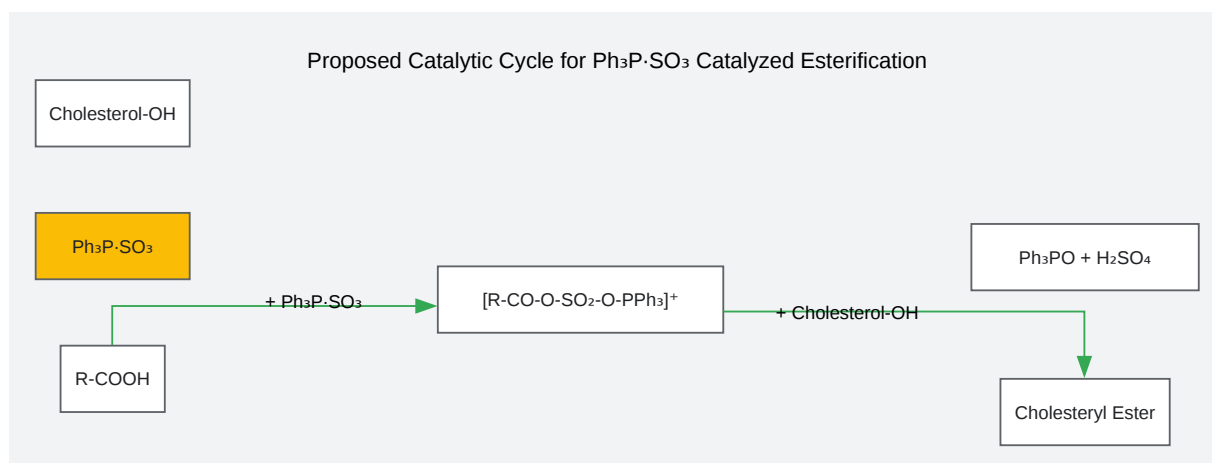 Proposed Catalytic Cycle for Ph₃P·SO₃ Catalyzed Esterification
Cholesterol-OH
Ph₃P·SO₃
R-COOH
+ Ph₃P·SO₃
[R-CO-O-SO₂-O-PPh₃]⁺
+ Cholesterol-OH
Ph₃PO + H₂SO₄
Cholesteryl Ester